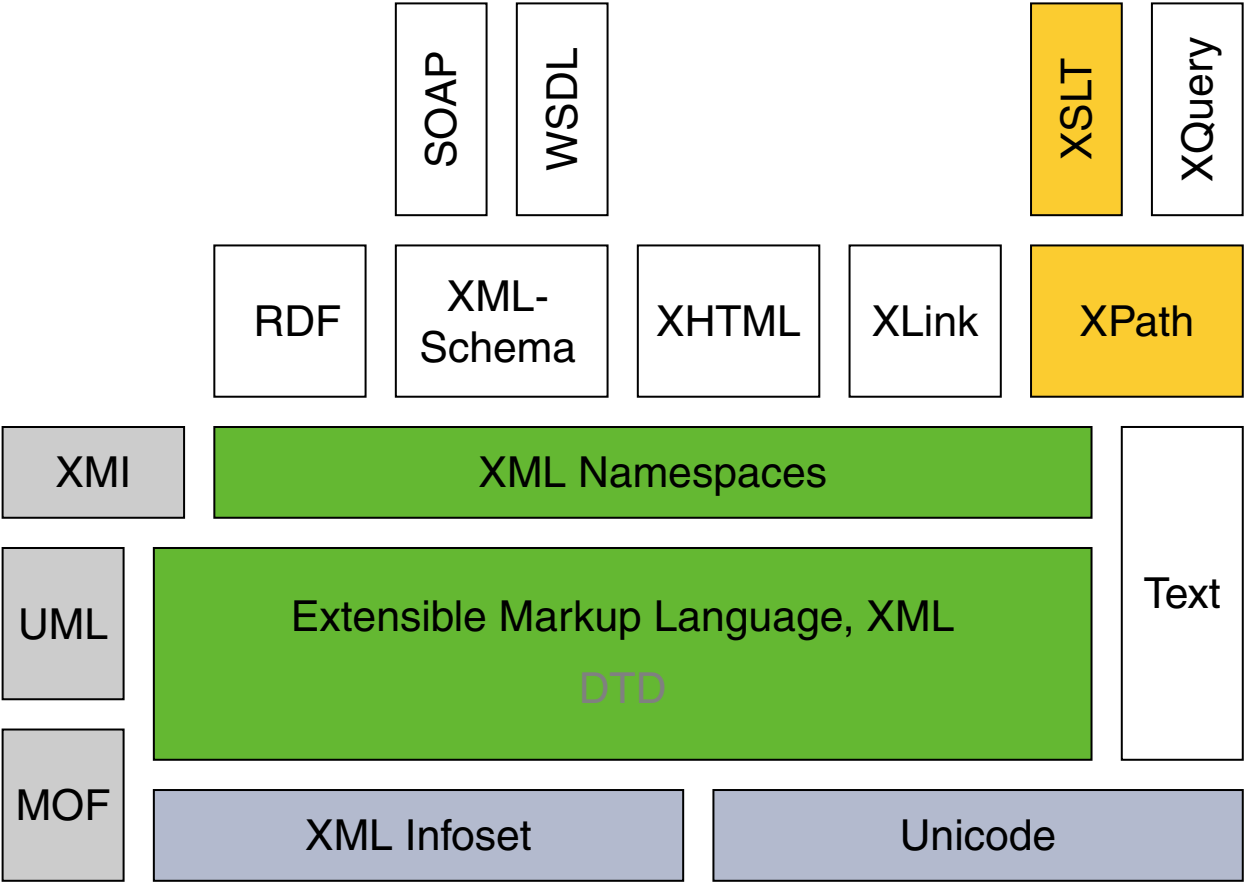 SOAP
WSDL
XSLT
XQuery
RDF
XML-
Schema
XHTML
XLink
XPath
XMI
XML Namespaces
Text
UML
Extensible Markup Language, XML
DTD
MOF
XML Infoset
Unicode